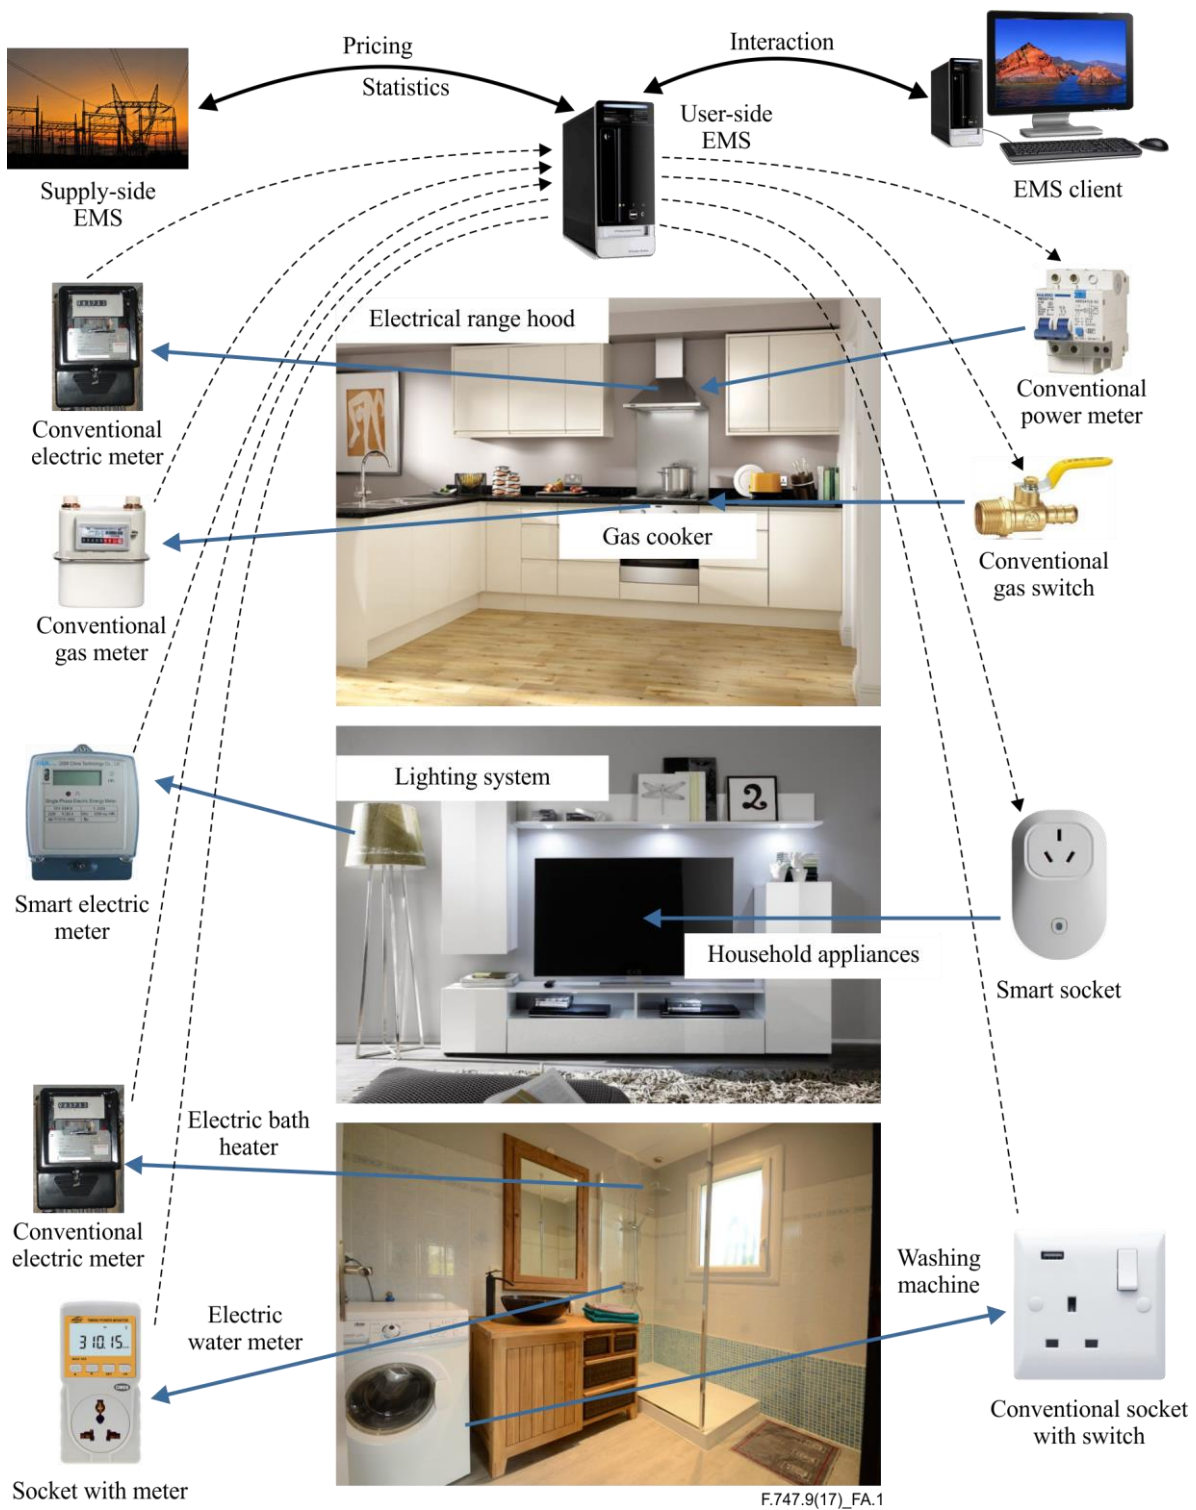 Pricing
Statistics
Interaction
User-side
EMS
Supply-side
EMS
EMS client
Electrical range hood
Conventional
electric meter
Conventional
power meter
Gas cooker
Conventional
gas switch
Conventional
gas meter
Lighting system
2
Smart electric
meter
Household appliances
Smart socket
Electric bath
heater
Conventional
electric meter
Washing
machine
Electric
water meter
310.15
Socket with meter
Conventional socket
with switch
F.747.9(17)_FA.1